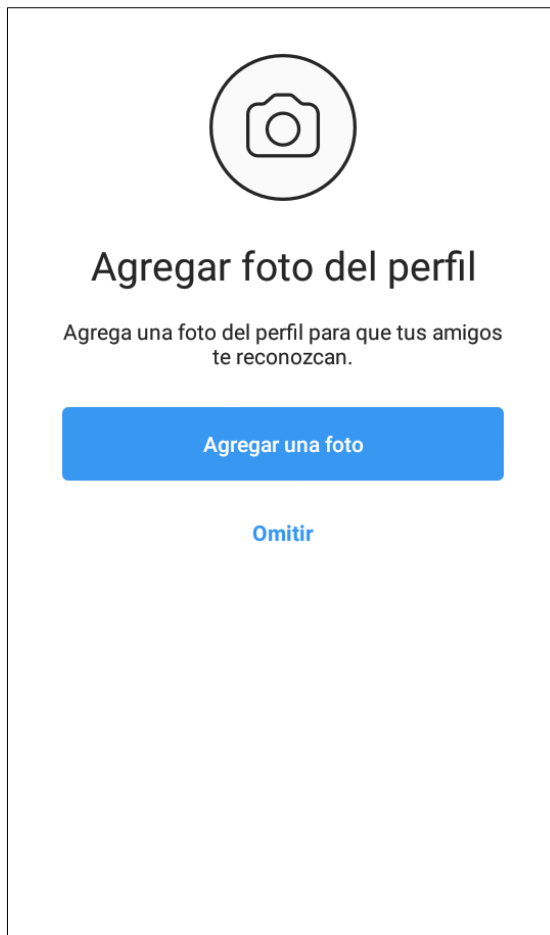 Agregar foto del perfil
Agrega una foto del perfil para que tus amigos
te reconozcan.
Agregar una foto
Omitir